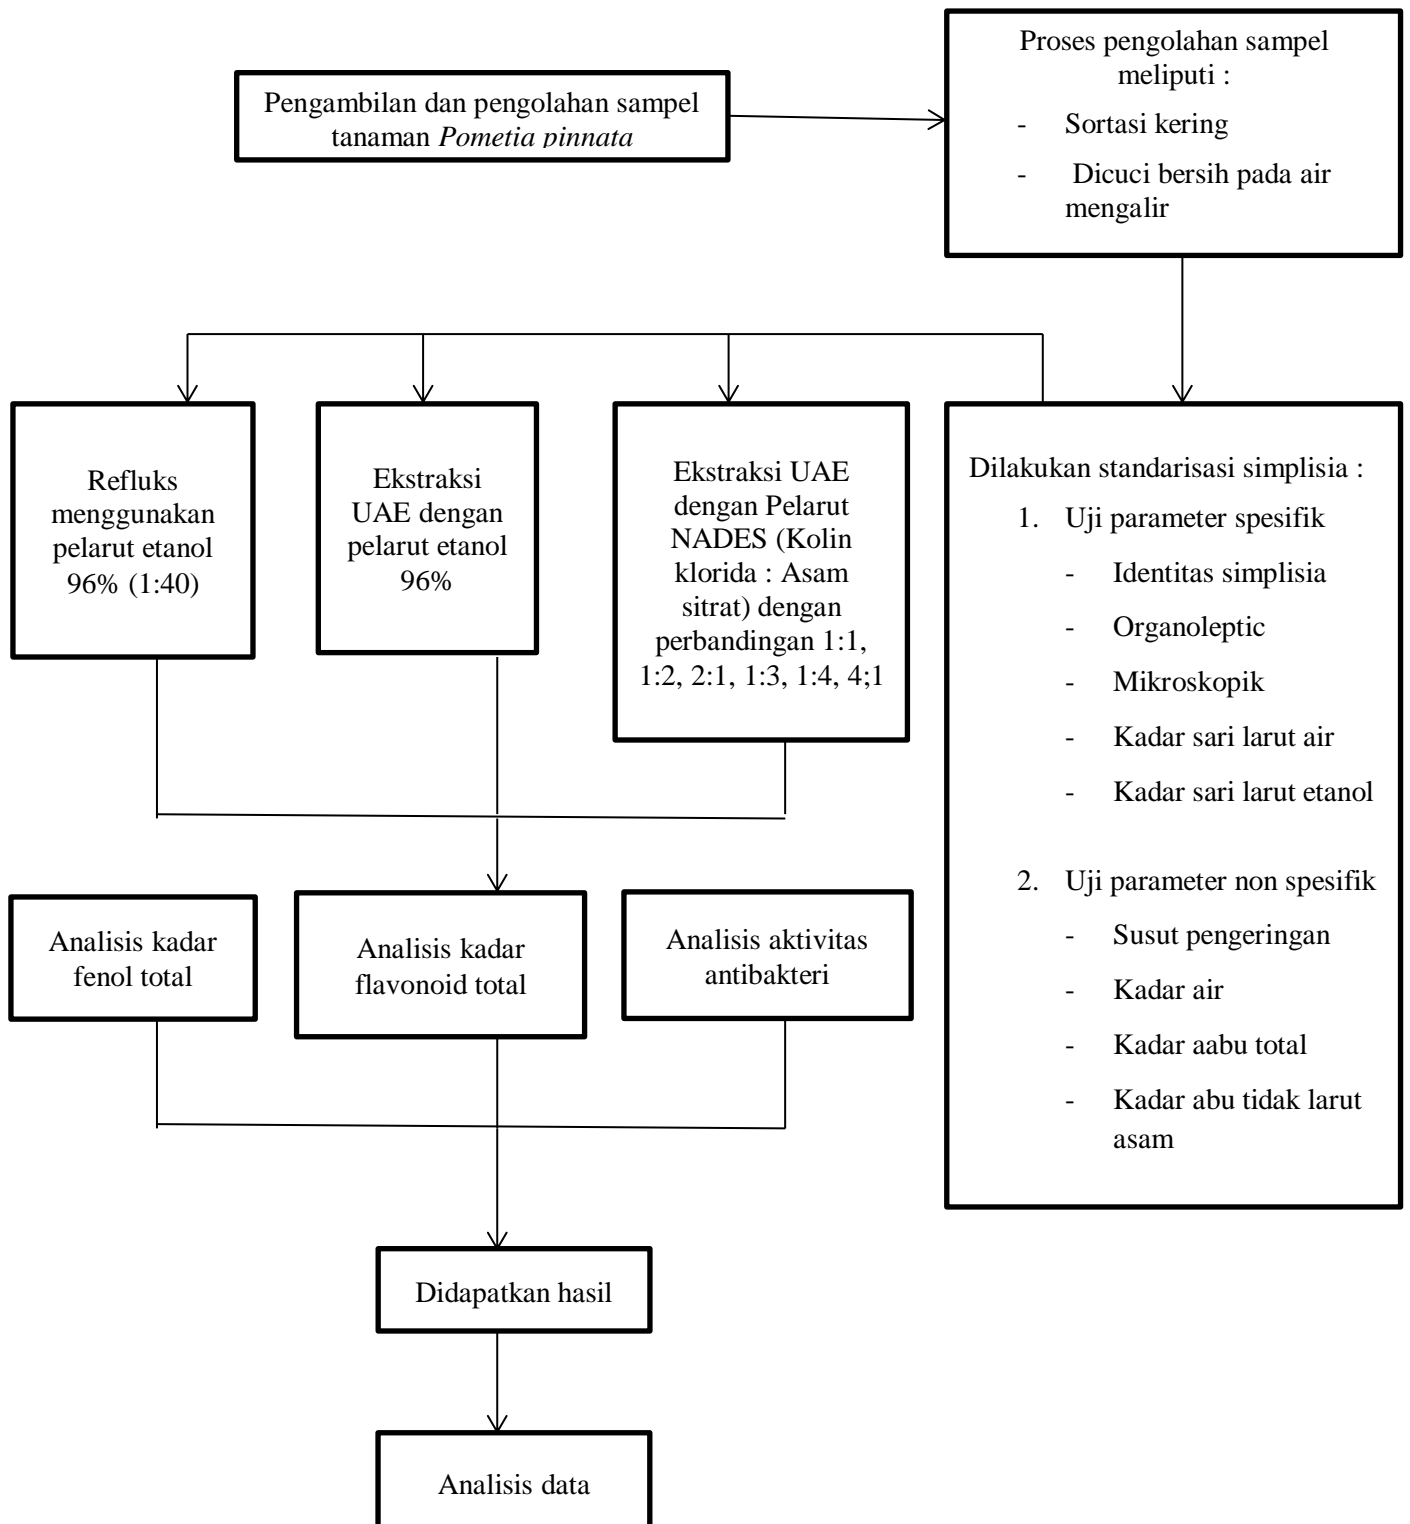 Pengambilan dan pengolahan sampel
tanaman Pometia pinnata
Proses pengolahan sampel
meliputi :
- Sortasi kering
- Dicuci bersih pada air
mengalir
Refluks
menggunakan
pelarut etanol
96% (1:40)
Ekstraksi
UAE dengan
pelarut etanol
96%
Ekstraksi UAE
dengan Pelarut
NADES (Kolin
klorida : Asam
sitrat) dengan
perbandingan 1:1,
1:2, 2:1, 1:3, 1:4, 4;1
Dilakukan standarisasi simplisia :
1. Uji parameter spesifik
- Identitas simplisia
- Organoleptic
- Mikroskopik
- Kadar sari larut air
- Kadar sari larut etanol
2. Uji parameter non spesifik
- Susut pengeringan
- Kadar air
- Kadar aabu total
- Kadar abu tidak larut
asam
Analisis kadar
fenol total
Analisis kadar
flavonoid total
Analisis aktivitas
antibakteri
Didapatkan hasil
Analisis data